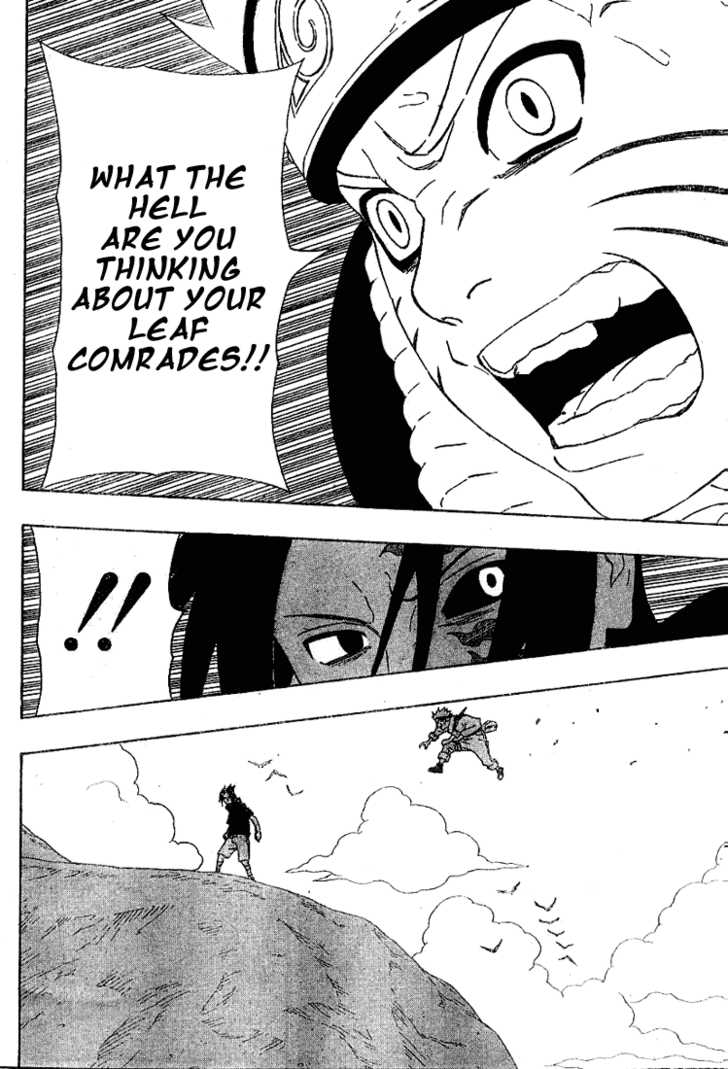 WHAT THE
HELL
ARE YOU
THINKING
ABOUT YOUR
LEAF
COMRADES!!
!!